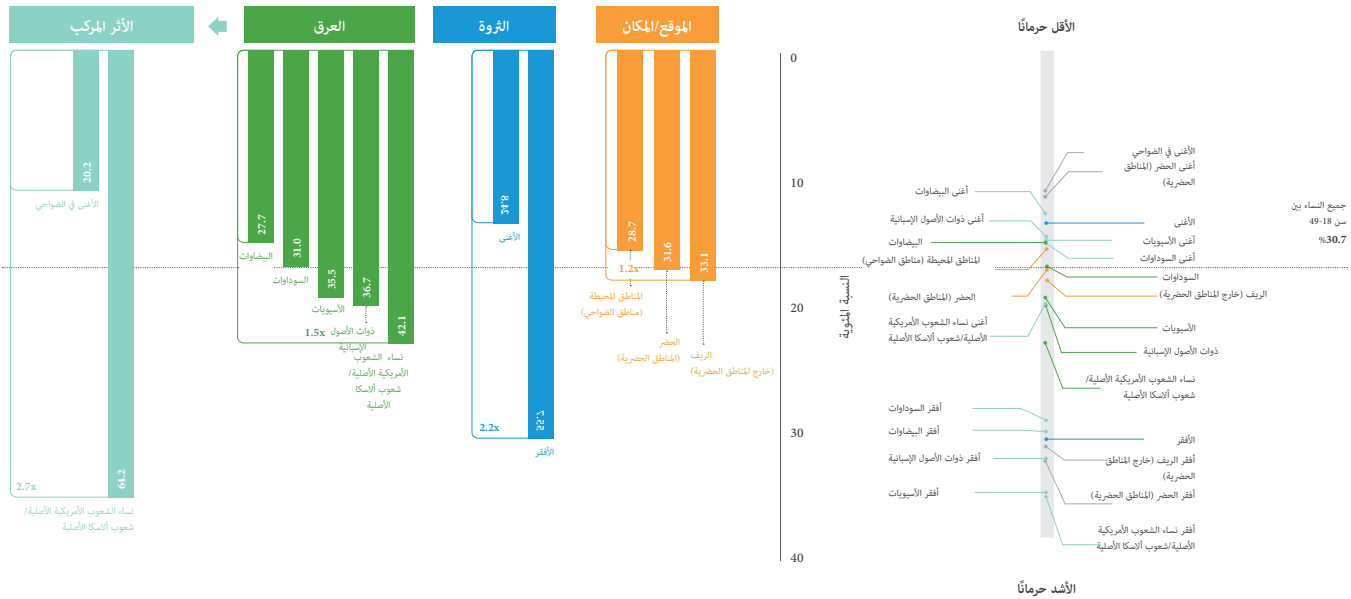 الأقل حرمانًا
الأغنى في الضواحي
أغنى الحضر (المناطق
الحضرية)
أغنى البيضاوات
أغنى ذوات الأصول الإسبانية
الأغنى
البيضاوات
أغنى الآسيويات
أغنى السوداوات
المناطق المحيطة (مناطق الضواحي)
السوداوات
الحضر (المناطق الحضرية)
الريف (خارج المناطق الحضرية)
أغنى نساء الشعوب الأمريكية
الأصلية/شعوب ألاسكا الأصلية
الآسيويات
ذوات الأصول الإسبانية
نساء الشعوب الأمريكية الأصلية/
شعوب ألاسكا الأصلية
أفقر السوداوات
أفقر البيضاوات
الأفقر
أفقر ذوات الأصول الإسبانية
أفقر الريف (خارج المناطق
الحضرية)
أفقر الآسيويات
أفقر الحضر (المناطق الحضرية)
أفقر نساء الشعوب الأمريكية
الأصلية/شعوب ألاسكا الأصلية
الأشد حرمانًا
جميع النساء بين
سن 18-49
%30.7
0
10
20
30
40
النسبة المئوية
الموقع/المكان
28.7
31.6
33.1
1.2x
المناطق المحيطة
(مناطق الضواحي)
الحضر
(المناطق الحضرية)
الريف
(خارج المناطق الحضرية)
الثروة
24.8
55.7
الأغنى
2.2x
الأفقر
العرق
27.7
31.0
35.5
36.7
42.1
البيضاوات
السوداوات
الآسيويات
1.5x
ذوات الأصول
الإسبانية
نساء الشعوب
الأمريكية الأصلية/
شعوب ألاسكا
الأصلية
الأثر المركب
20.2
64.2
الأغنى في الضواحي
2.7x
نساء الشعوب الأمريكية الأصلية/
شعوب ألاسكا الأصلية